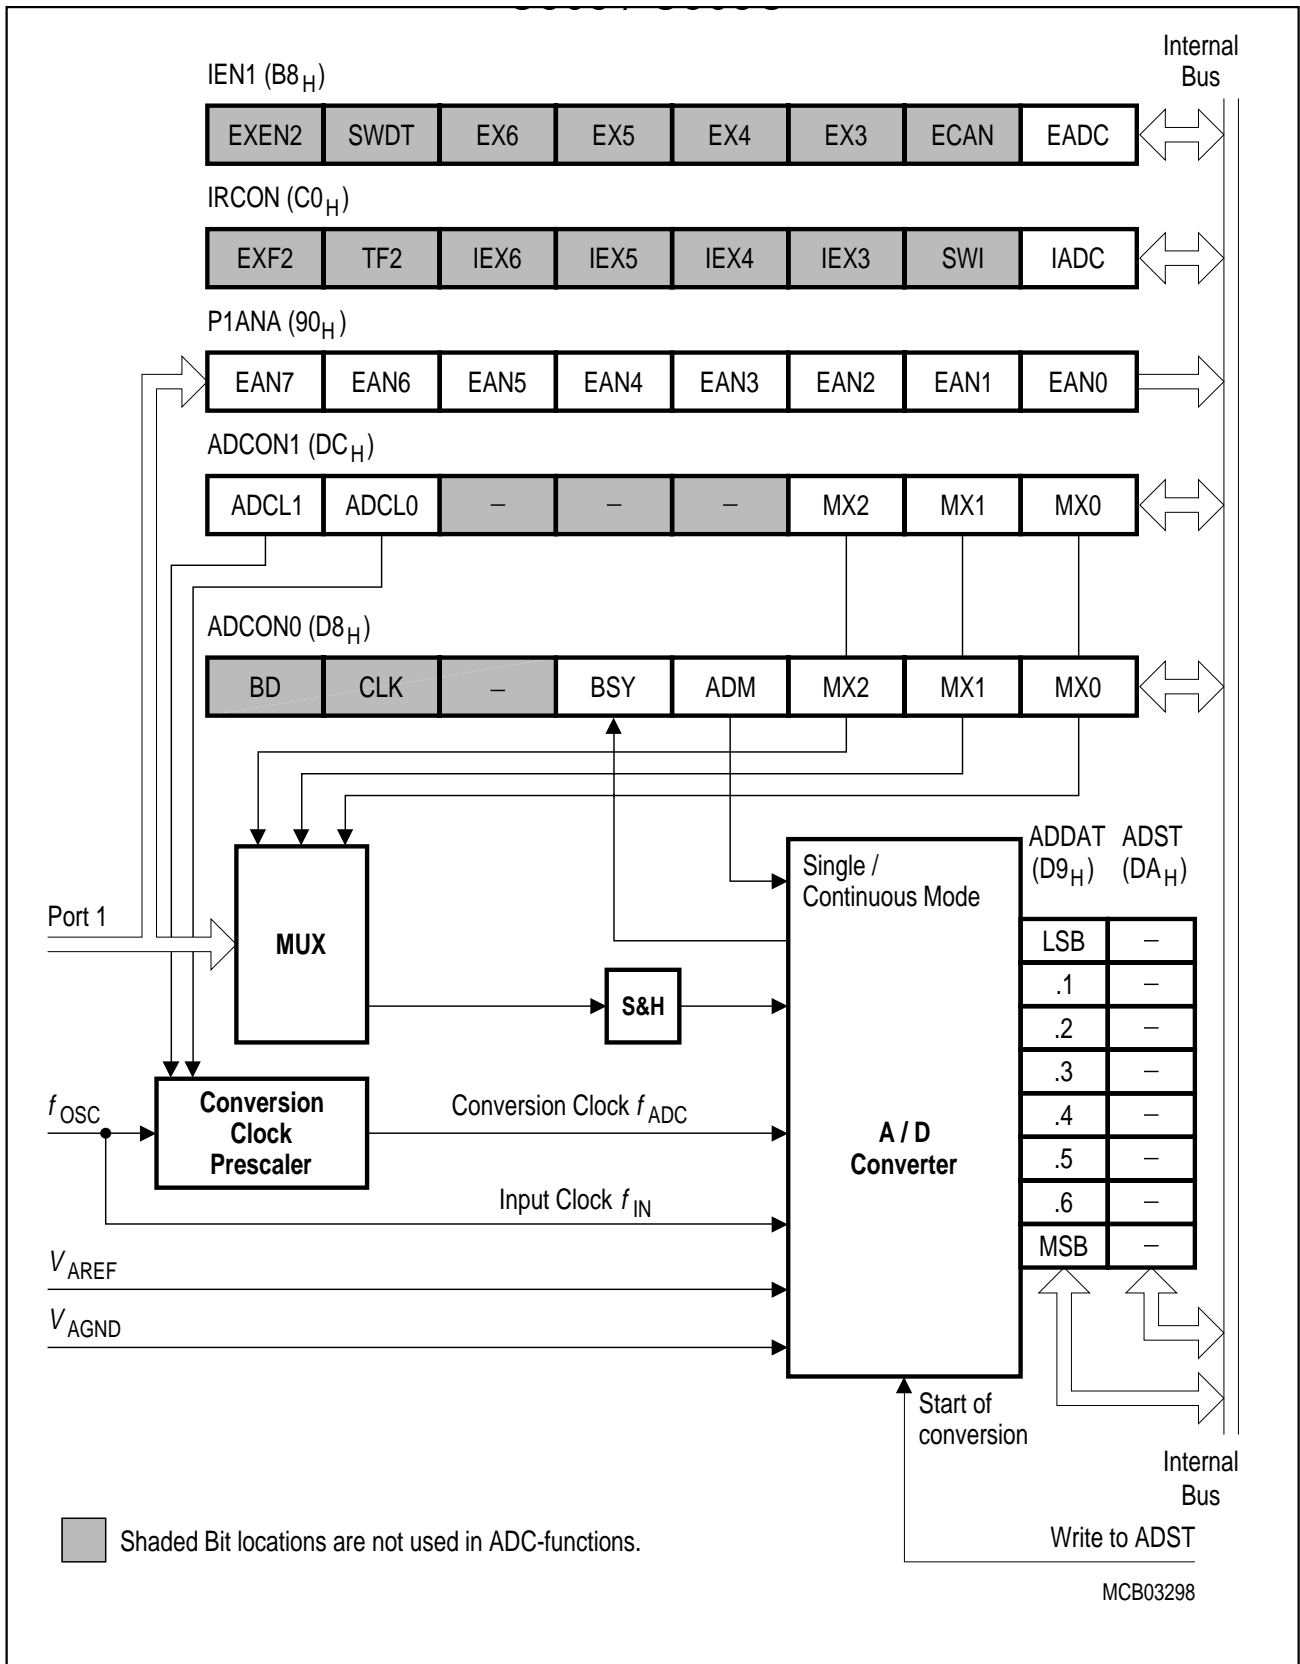 Internal
Bus
IEN1 (B8H)
EXEN2 SWDT EX6 EX5 EX4 EX3 ECAN EADC
IRCON (C0H)
EXF2 TF2 IEX6 IEX5 IEX4 IEX3 SWI IADC
P1ANA (90H)
EAN7 EAN6 EAN5 EAN4 EAN3 EAN2 EAN1 EAN0
ADCON1 (DCH)
ADCL1 ADCL0 – – – MX2 MX1 MX0
ADCON0 (D8H)
BD CLK – BSY ADM MX2 MX1 MX0
Port 1
MUX
S&H
Single /
Continuous Mode
ADDAT
(D9H)
ADST
(DAH)
LSB –
.1 –
.2 –
.3 –
.4 –
.5 –
.6 –
MSB –
fOSC
Conversion
Clock
Prescaler
Conversion Clock fADC
A / D
Converter
Input Clock fIN
VAREF
VAGND
Start of
conversion
Internal
Bus
Write to ADST
Shaded Bit locations are not used in ADC-functions.
MCB03298